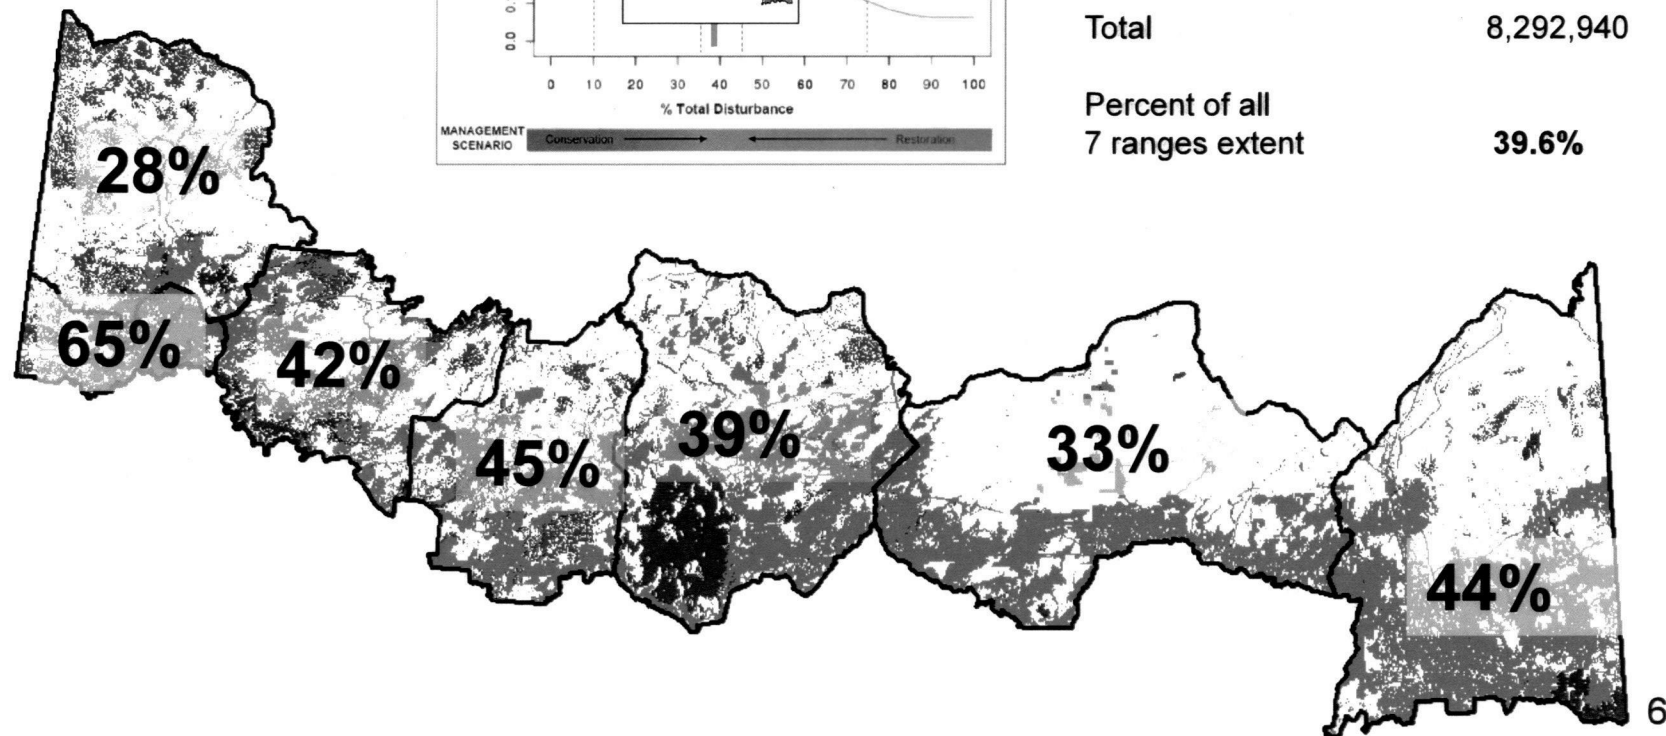 0.0
0 10 20 30 40 50 60 70 80 90 100
% Total Disturbance
MANAGEMENT
SCENARIO
Conservation
Restoration
Total 8,292,940
Percent of all
7 ranges extent 39.6%
28%
65%
42%
45%
39%
33%
44%
6